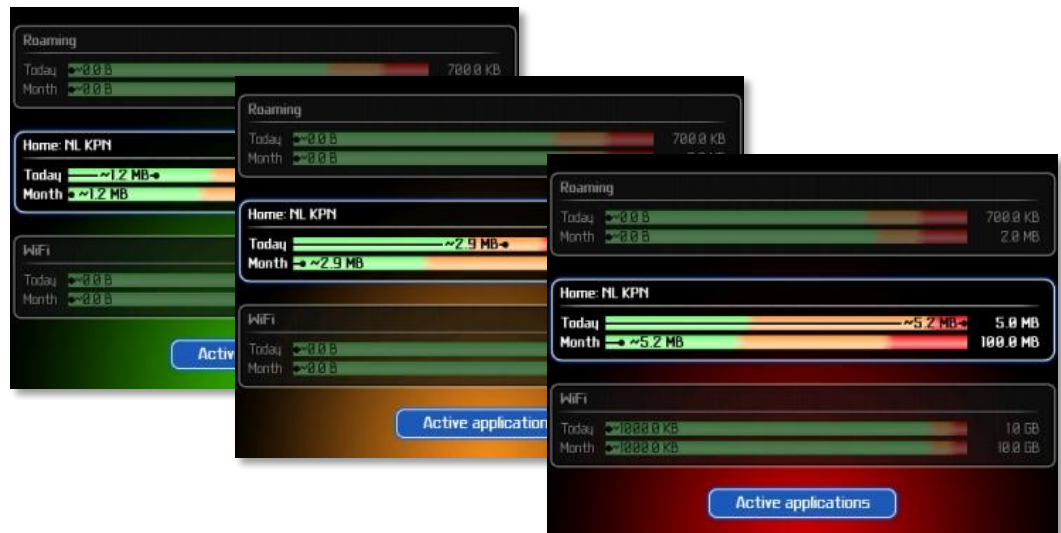 Roaming
Today ~0.0 B 700.0 KB
Month ~0.0 B
Home: NL KPN
Today ~1.2 MB
Month ~1.2 MB
WiFi
Today ~0.0 B
Month ~0.0 B
Activ
Roaming
Today ~0.0 B 700.0 KB
Month ~0.0 B
Home: NL KPN
Today ~2.9 MB
Month ~2.9 MB
WiFi
Today ~0.0 B
Month ~0.0 B
Active application
Roaming
Today ~0.0 B 700.0 KB
Month ~0.0 B 2.0 MB
Home: NL KPN
Today ~5.2 MB 5.0 MB
Month ~5.2 MB 100.0 MB
WiFi
Today ~1000.0 KB 1.0 GB
Month ~1000.0 KB 10.0 GB
Active applications